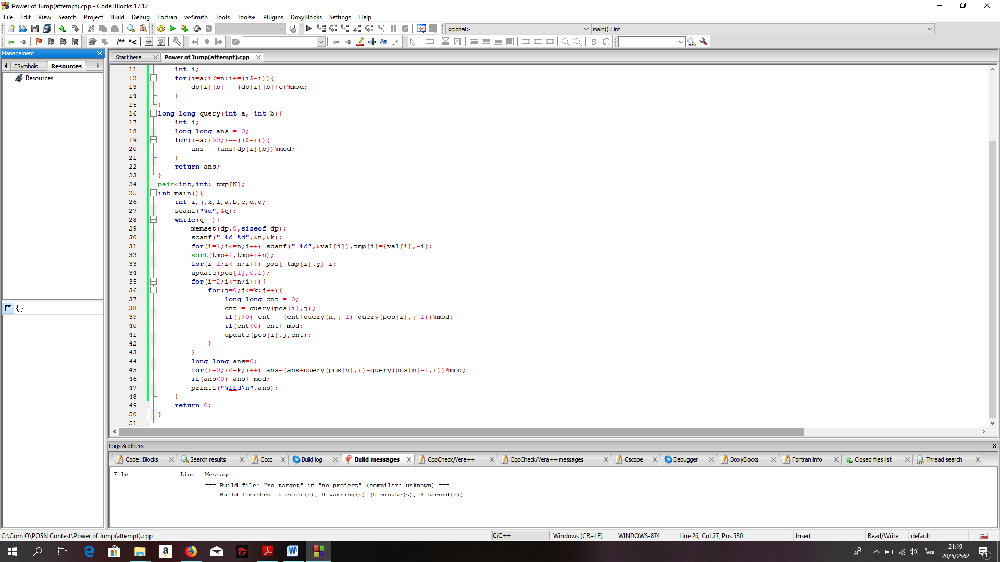 Power of Jump(attempt).cpp - Code::Blocks 17.12
File Edit View Search Project Build Debug Fortran wxSmith Tools Tools+ Plugins DoxyBlocks Settings Help
<global> main() : int
/** *<
S C
Management
FSymbols Resources
Resources
{}
Start here Power of Jump(attempt).cpp
11 int i;
12 for(i=a;i<=n;i+=(i&-i)){
13 dp[i][b] = (dp[i][b]+c)%mod;
14 }
15 }
16 long long query(int a, int b){
17 int i;
18 long long ans = 0;
19 for(i=a;i>0;i-=(i&-i)){
20 ans = (ans+dp[i][b])%mod;
21 }
22 return ans;
23 }
24 pair<int,int> tmp[N];
25 int main(){
26 int i,j,k,l,a,b,c,d,q;
27 scanf("%d",&q);
28 while(q--){
29 memset(dp,0,sizeof dp);
30 scanf(" %d %d",&n,&k);
31 for(i=1;i<=n;i++) scanf(" %d",&val[i]),tmp[i]={val[i],-i};
32 sort(tmp+1,tmp+1+n);
33 for(i=1;i<=n;i++) pos[-tmp[i].y]=i;
34 update(pos[1],0,1);
35 for(i=2;i<=n;i++){
36 for(j=0;j<=k;j++){
37 long long cnt = 0;
38 cnt = query(pos[i],j);
39 if(j>0) cnt = (cnt+query(n,j-1)-query(pos[i],j-1))%mod;
40 if(cnt<0) cnt+=mod;
41 update(pos[i],j,cnt);
42 }
43 }
44 long long ans=0;
45 for(i=0;i<=k;i++) ans=(ans+query(pos[n],i)-query(pos[n]-1,i))%mod;
46 if(ans<0) ans+=mod;
47 printf("%lld\n",ans);
48 }
49 return 0;
50 }
51
Logs & others
Code::Blocks Search results Cccc Build log Build messages CppCheck/Vera++ CppCheck/Vera++ messages Cscope Debugger DoxyBlocks Fortran info Closed files list Thread search
File Line Message
=== Build file: "no target" in "no project" (compiler: unknown) ===
=== Build finished: 0 error(s), 0 warning(s) (0 minute(s), 3 second(s)) ===
C:\Com O\POSN Contest\Power of Jump(attempt).cpp C/C++ Windows (CR+LF) WINDOWS-874 Line 26, Col 27, Pos 530 Insert Read/Write default
ไทย 21:19
20/5/2562
1